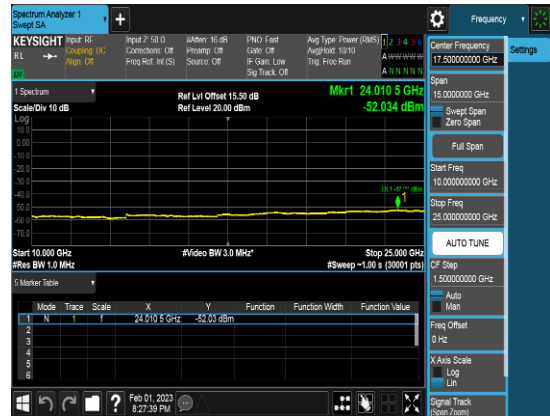 Spectrum Analyzer 1
Swept SA
Frequency
KEYSIGHT
RL
Input: RF
Coupling: DC
Align: Off
Input Z: 50 Ω
Corrections: Off
Freq Ref: Int (S)
#Atten: 16 dB
Preamp: Off
Source: Off
PNO: Fast
Gate: Off
IF Gain: Low
Sig Track: Off
Avg Type: Power (RMS)
Avg|Hold: 10/10
Trig: Free Run
1 2 3 4 5 6
A W W W W W
A N N N N N
1 Spectrum
Scale/Div 10 dB
Ref Lvl Offset 15.50 dB
Ref Level 20.00 dBm
Mkr1 24.010 5 GHz
-52.034 dBm
Log
10.0
0.00
-10.0
-20.0
-30.0
-40.0
-50.0
-60.0
-70.0
1
Start 10.000 GHz
#Res BW 1.0 MHz
#Video BW 3.0 MHz*
Stop 25.000 GHz
#Sweep ~1.00 s (30001 pts)
5 Marker Table
Mode Trace Scale X Y Function Function Width Function Value
1 N 1 f 24.010 5 GHz -52.03 dBm
2
3
4
5
6
Feb 01, 2023
8:27:39 PM
Center Frequency
17.500000000 GHz
Settings
Span
15.0000000 GHz
Swept Span
Zero Span
Full Span
Start Freq
10.000000000 GHz
Stop Freq
25.000000000 GHz
AUTO TUNE
CF Step
1.500000000 GHz
Auto
Man
Freq Offset
0 Hz
X Axis Scale
Log
Lin
Signal Track
(Span Zoom)